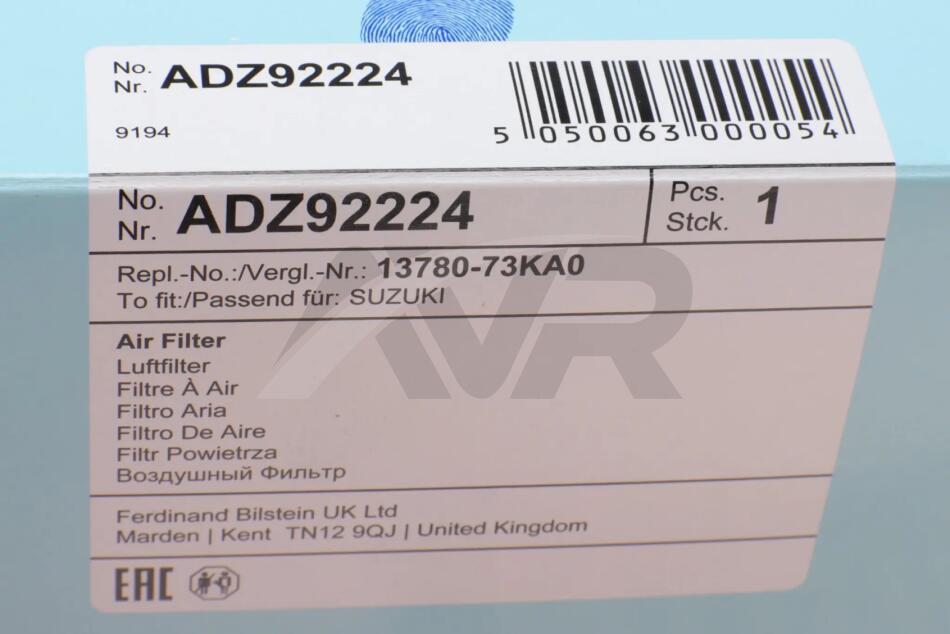 No.
Nr. ADZ92224
9194
5 050063 000054
No.
Nr. ADZ92224
Pcs.
Stck. 1
Repl.-No.:/Vergl.-Nr.: 13780-73KA0
To fit:/Passend für: SUZUKI
Air Filter
Luftfilter
Filtre À Air
Filtro Aria
Filtro De Aire
Filtr Powietrza
Воздушный Фильтр
Ferdinand Bilstein UK Ltd
Marden | Kent TN12 9QJ | United Kingdom
EAC
AVR